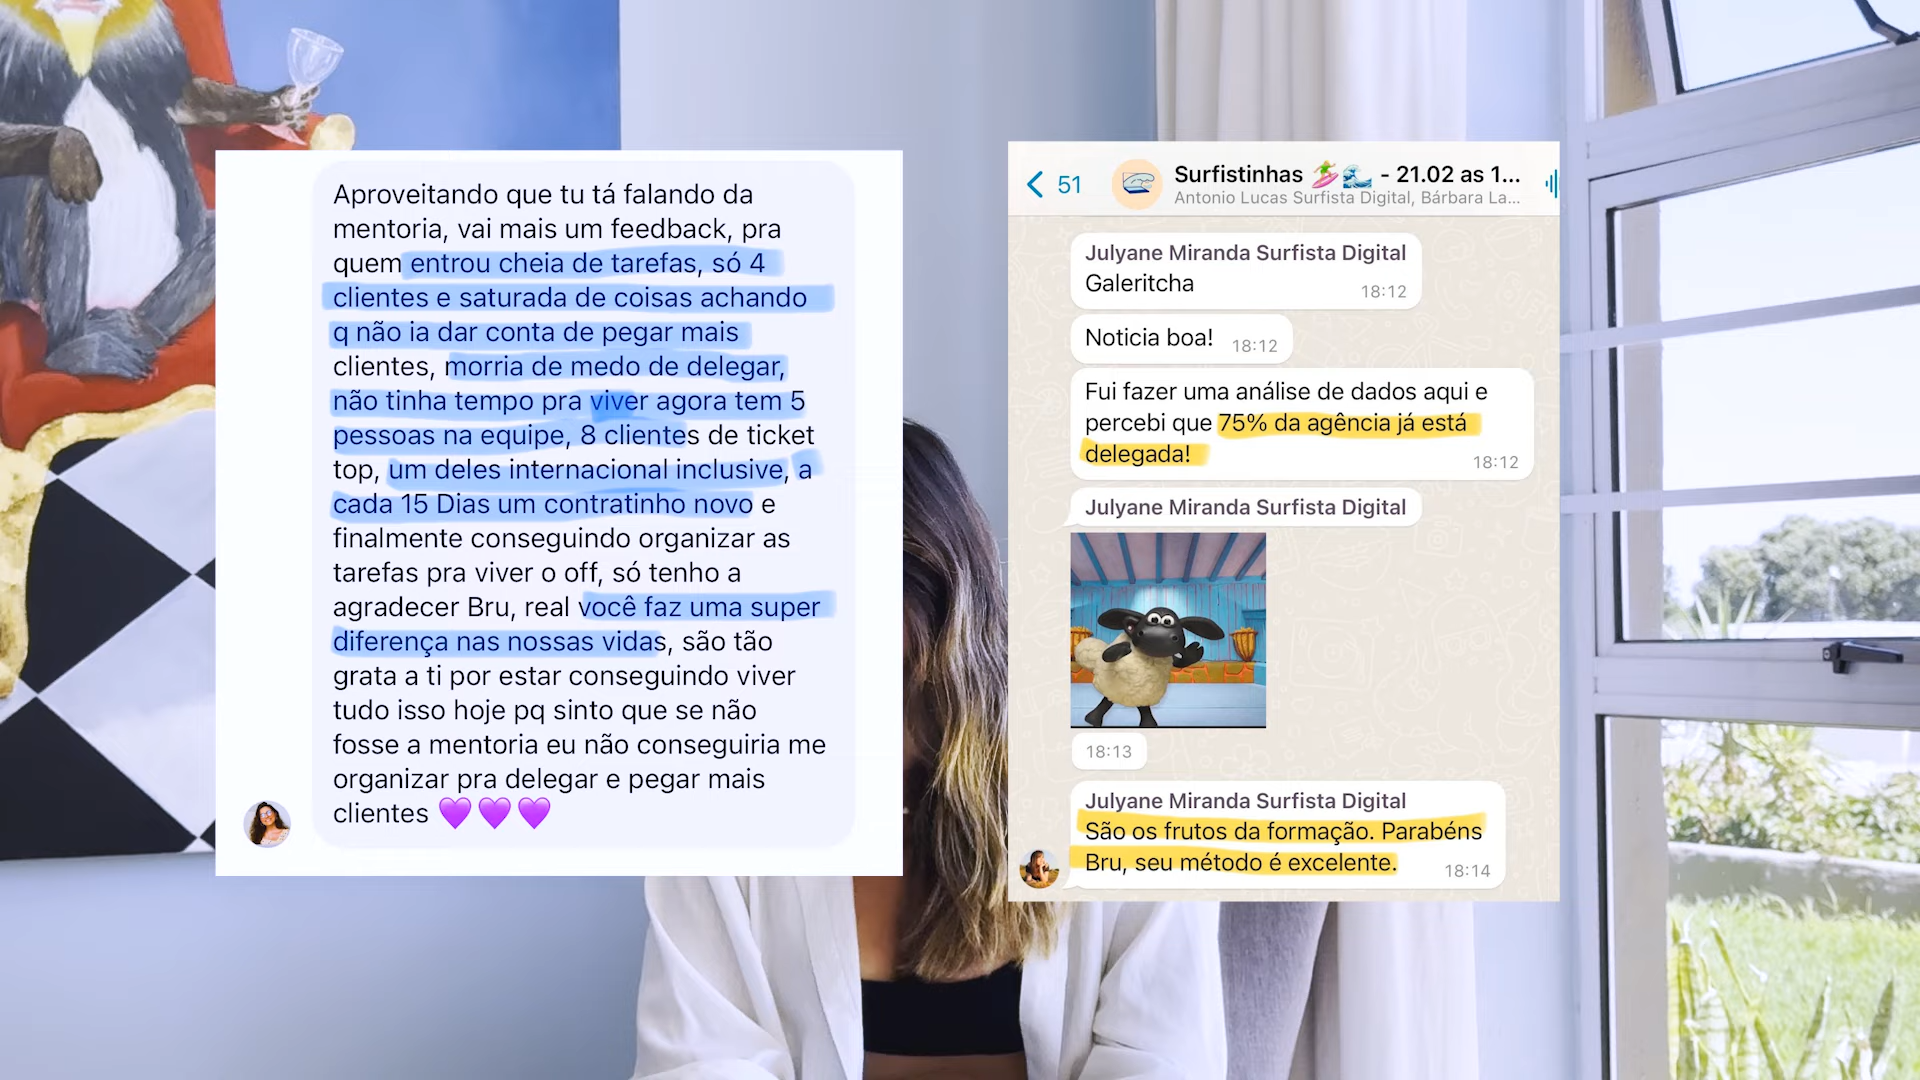 Aproveitando que tu tá falando da
mentoria, vai mais um feedback, pra
quem entrou cheia de tarefas, só 4
clientes e saturada de coisas achando
q não ia dar conta de pegar mais
clientes, morria de medo de delegar,
não tinha tempo pra viver agora tem 5
pessoas na equipe, 8 clientes de ticket
top, um deles internacional inclusive, a
cada 15 Dias um contratinho novo e
finalmente conseguindo organizar as
tarefas pra viver o off, só tenho a
agradecer Bru, real você faz uma super
diferença nas nossas vidas, são tão
grata a ti por estar conseguindo viver
tudo isso hoje pq sinto que se não
fosse a mentoria eu não conseguiria me
organizar pra delegar e pegar mais
clientes 💜💜💜
51
Surfistinhas 🏄‍♀️🌊 - 21.02 as 1...
Antonio Lucas Surfista Digital, Bárbara La...
Julyane Miranda Surfista Digital
Galeritcha
18:12
Noticia boa!
18:12
Fui fazer uma análise de dados aqui e
percebi que 75% da agência já está
delegada!
18:12
Julyane Miranda Surfista Digital
18:13
Julyane Miranda Surfista Digital
São os frutos da formação. Parabéns
Bru, seu método é excelente.
18:14